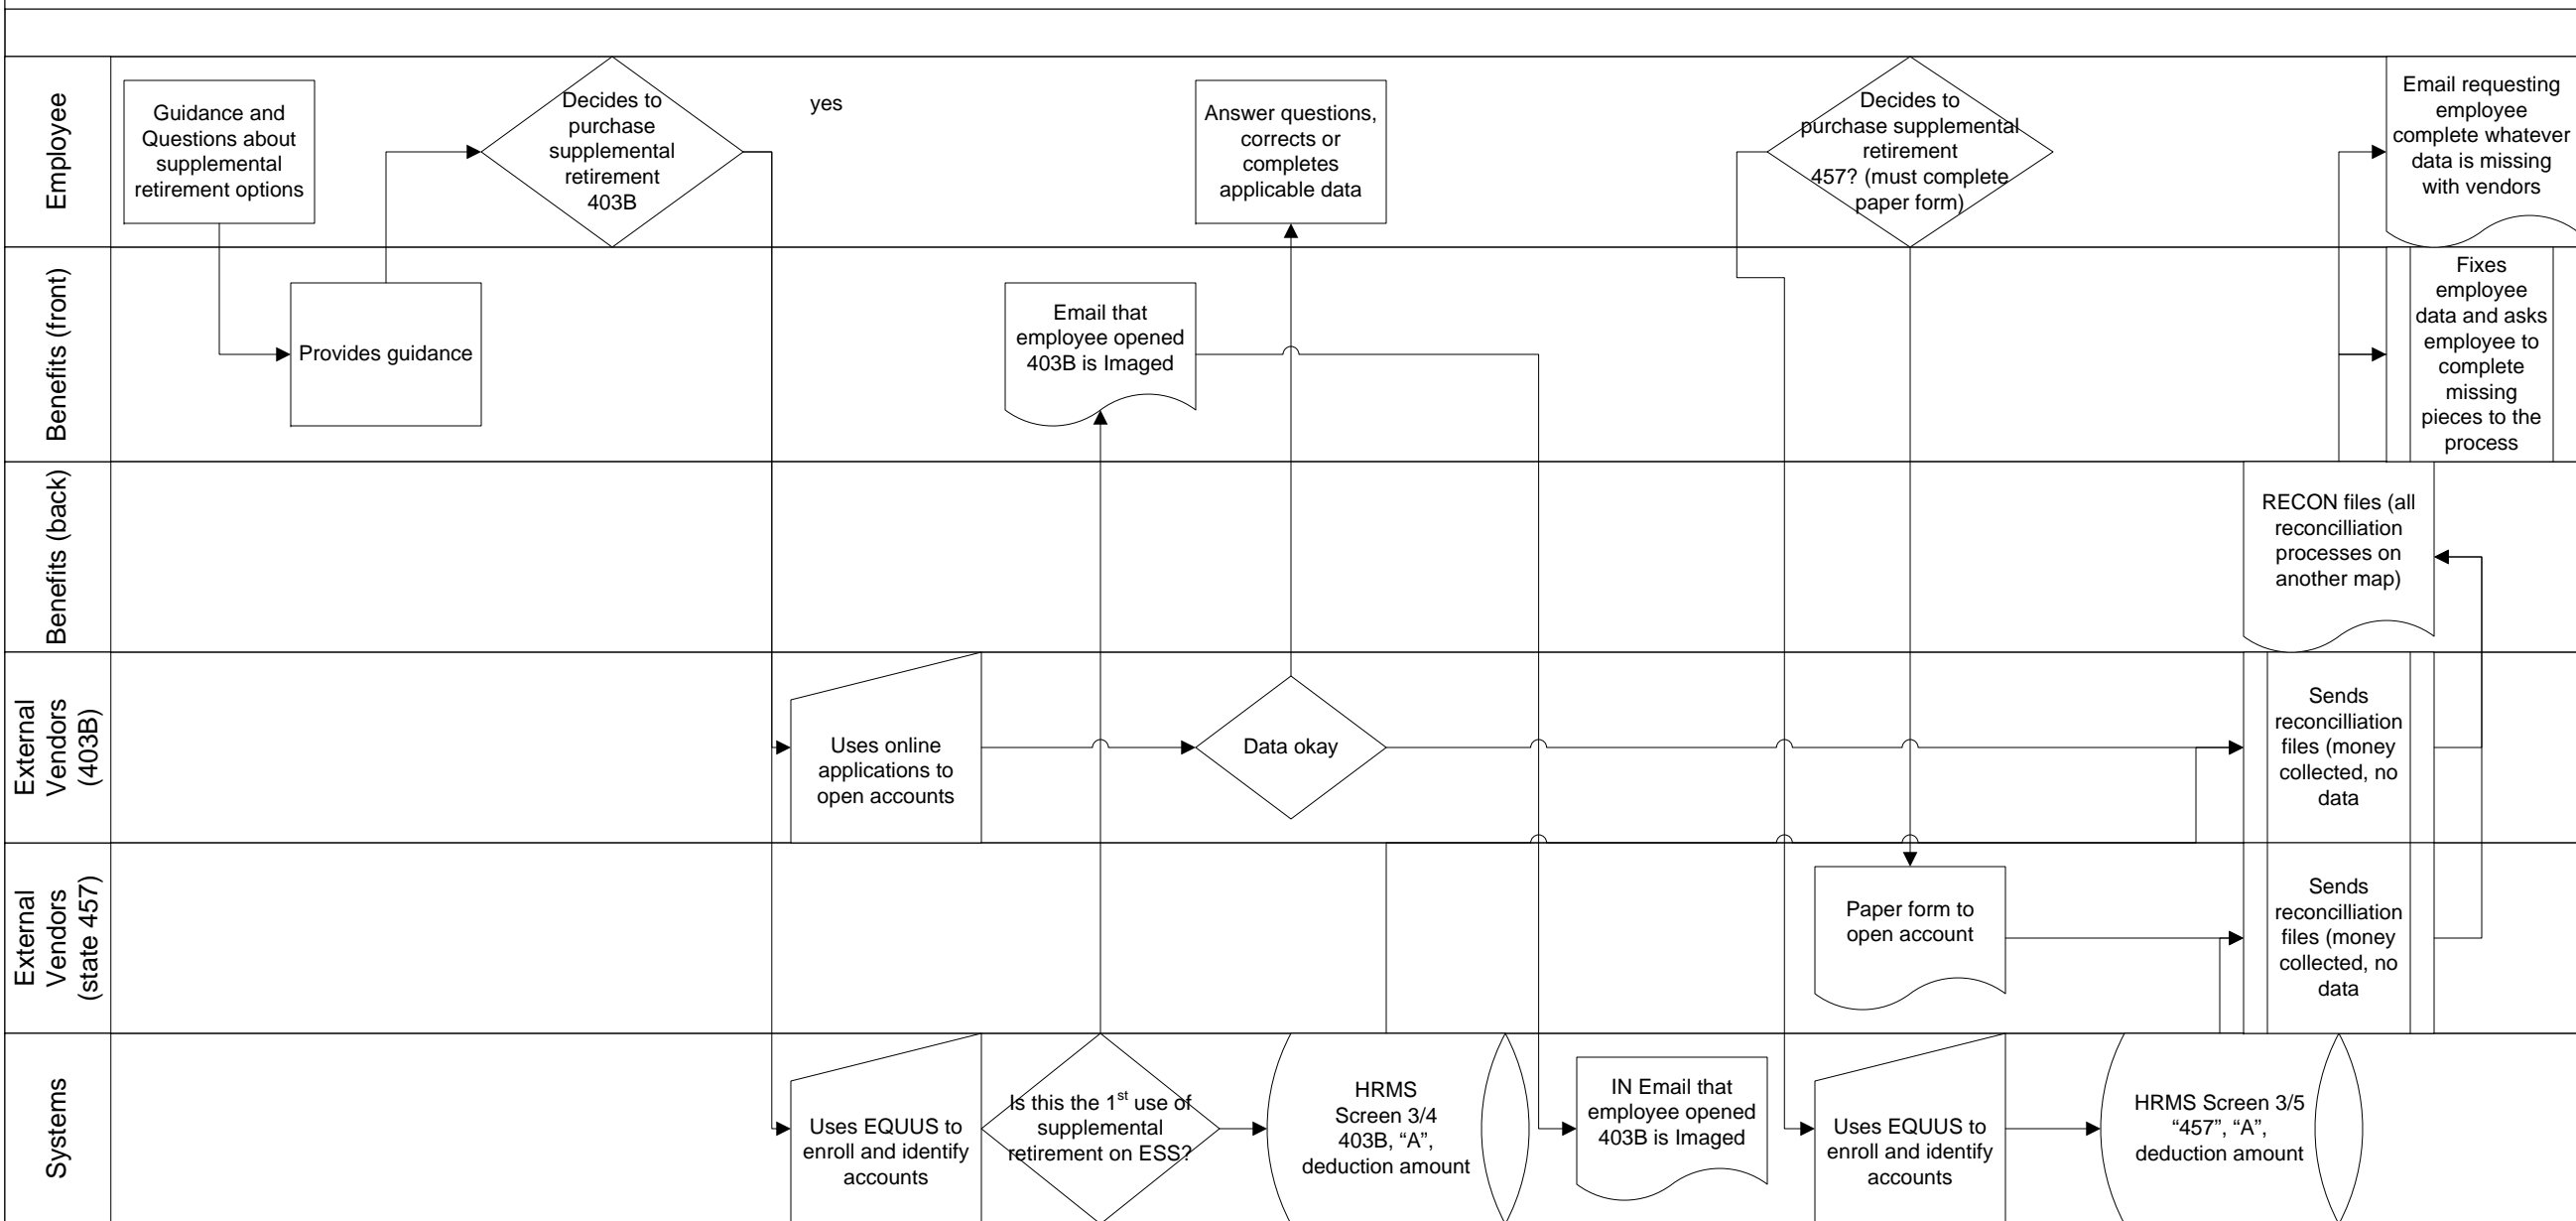 Employee
Guidance and
Questions about
supplemental
retirement options
Decides to
purchase
supplemental
retirement
403B
yes
Answer questions,
corrects or
completes
applicable data
Decides to
purchase supplemental
retirement
457? (must complete
paper form)
Email requesting
employee
complete whatever
data is missing
with vendors
Benefits (front)
Provides guidance
Email that
employee opened
403B is Imaged
Fixes
employee
data and asks
employee to
complete
missing
pieces to the
process
Benefits (back)
RECON files (all
reconcilliation
processes on
another map)
External
Vendors
(403B)
Uses online
applications to
open accounts
Data okay
Sends
reconcilliation
files (money
collected, no
data
External
Vendors
(state 457)
Paper form to
open account
Sends
reconcilliation
files (money
collected, no
data
Systems
Uses EQUUS to
enroll and identify
accounts
Is this the 1st use of
supplemental
retirement on ESS?
HRMS
Screen 3/4
403B, “A”,
deduction amount
IN Email that
employee opened
403B is Imaged
Uses EQUUS to
enroll and identify
accounts
HRMS Screen 3/5
“457”, “A”,
deduction amount